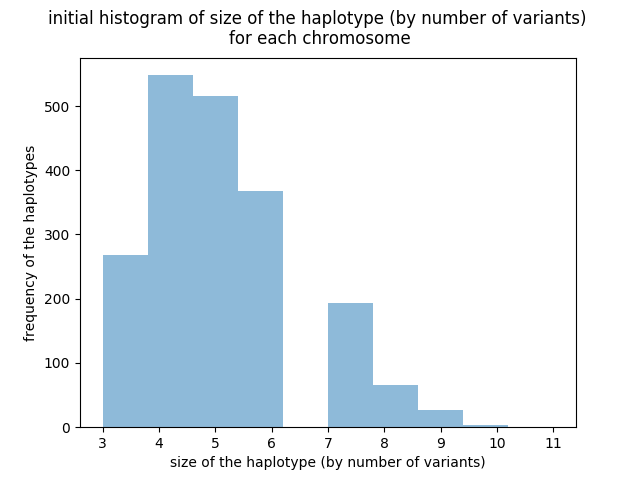 initial histogram of size of the haplotype (by number of variants)
for each chromosome
frequency of the haplotypes
500
400
300
200
100
0
3 4 5 6 7 8 9 10 11
size of the haplotype (by number of variants)